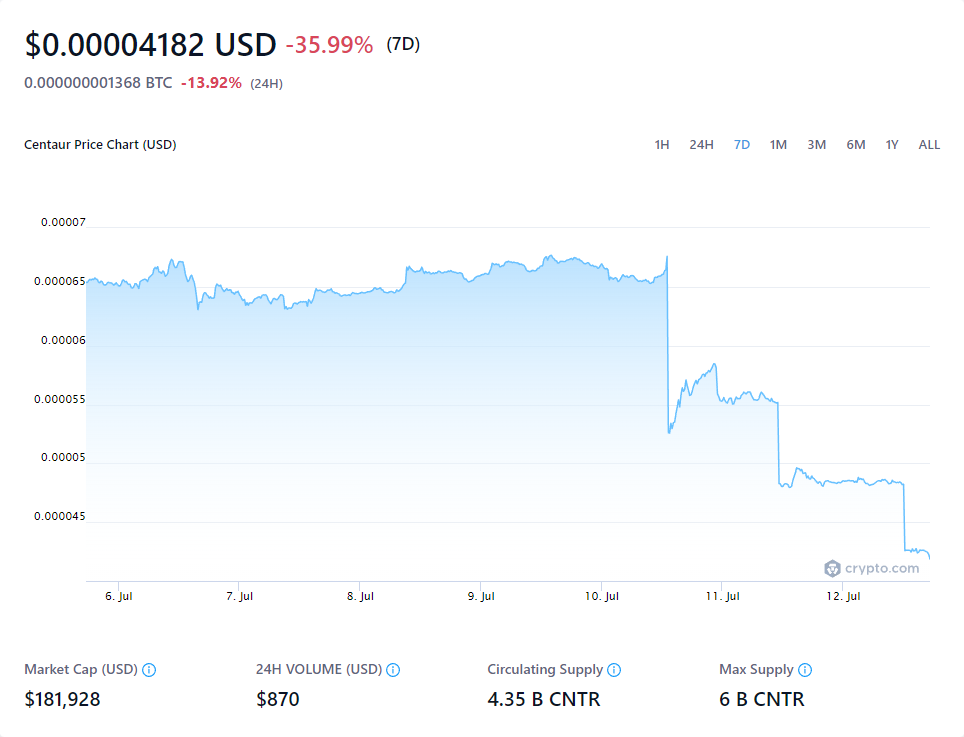 $0.00004182 USD -35.99% (7D)
0.000000001368 BTC -13.92% (24H)
Centaur Price Chart (USD) 1H 24H 7D 1M 3M 6M 1Y ALL
0.00007
0.000065
0.00006
0.000055
0.00005
0.000045
crypto.com
6. Jul 7. Jul 8. Jul 9. Jul 10. Jul 11. Jul 12. Jul
Market Cap (USD) 24H VOLUME (USD) Circulating Supply Max Supply
$181,928 $870 4.35 B CNTR 6 B CNTR